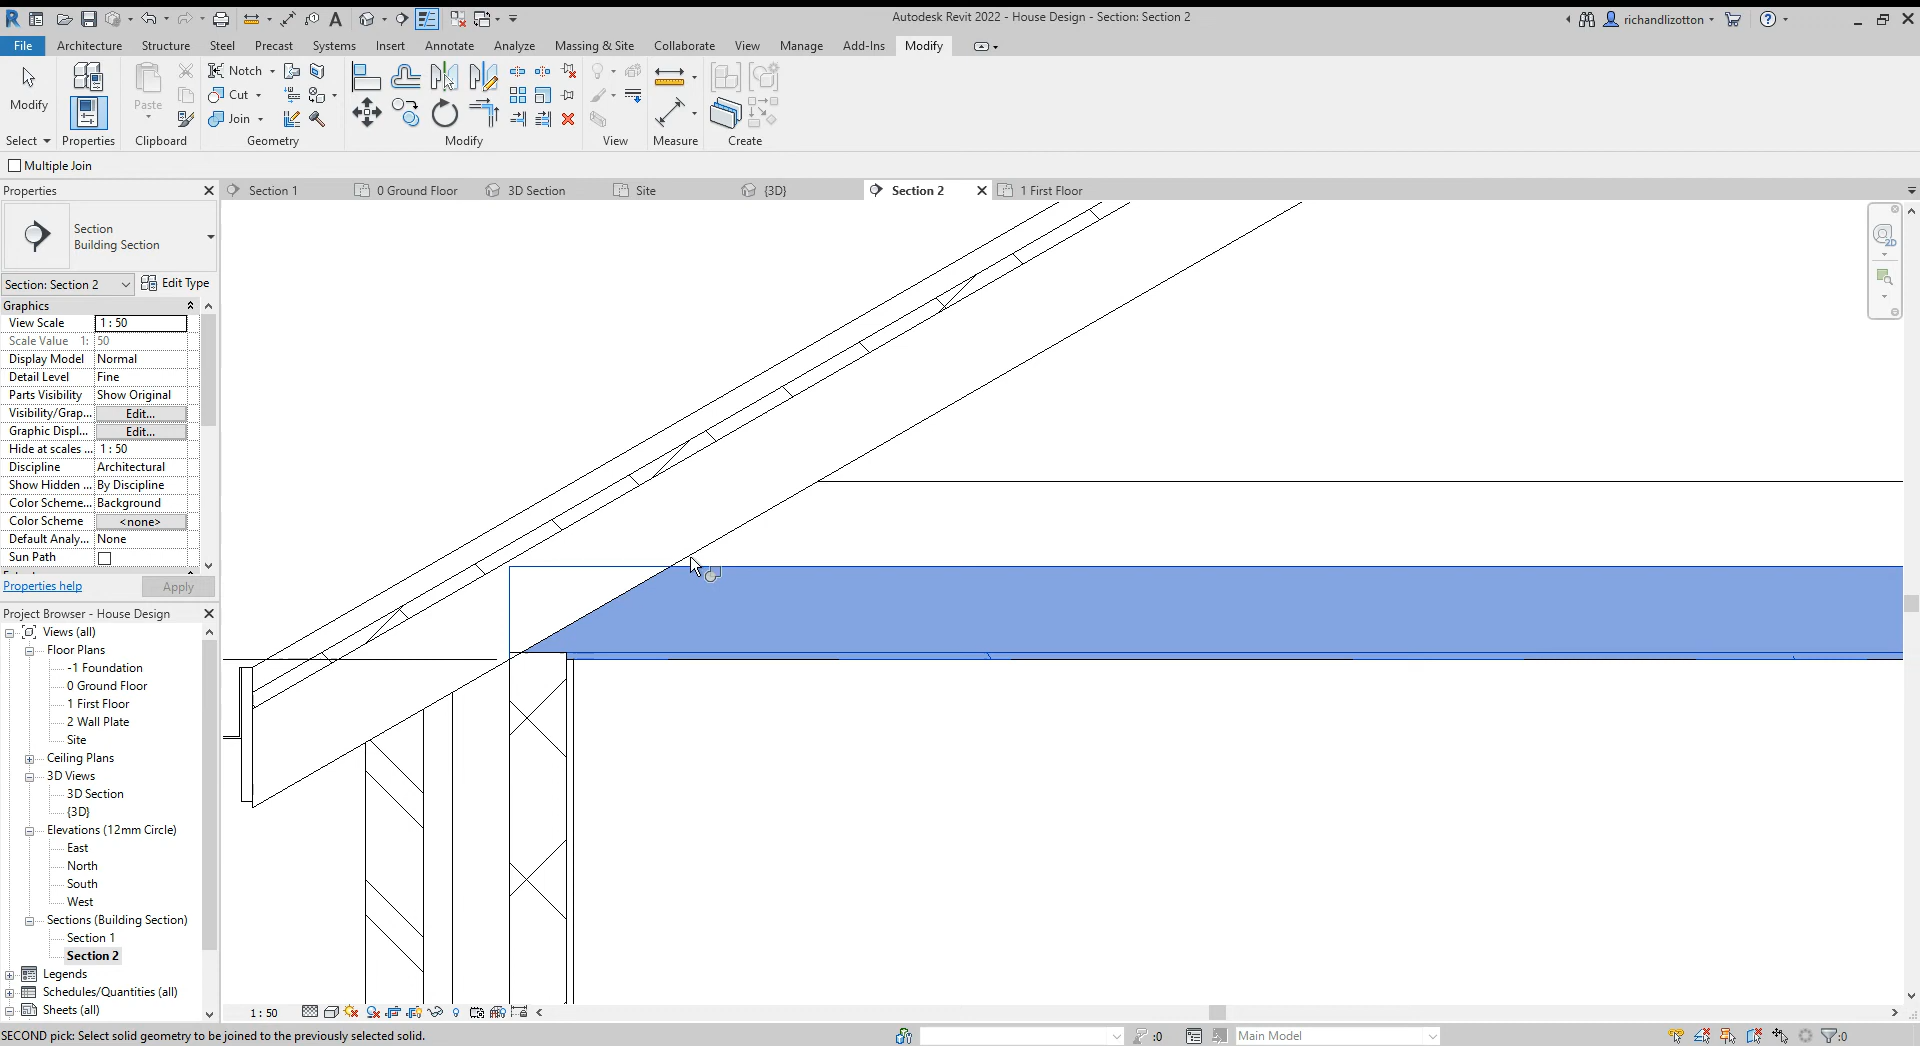 Autodesk Revit 2022 - House Design - Section: Section 2
richandlizotton
File
Architecture
Structure
Steel
Precast
Systems
Insert
Annotate
Analyze
Massing & Site
Collaborate
View
Manage
Add-Ins
Modify
Modify
Paste
Notch
Cut
Join
Select
Properties
Clipboard
Geometry
Modify
View
Measure
Create
Multiple Join
Properties
Section 1
0 Ground Floor
3D Section
Site
{3D}
Section 2
1 First Floor
2D
Section
Building Section
Section: Section 2
Edit Type
Graphics
View Scale 1 : 50
Scale Value 1: 50
Display Model Normal
Detail Level Fine
Parts Visibility Show Original
Visibility/Grap... Edit...
Graphic Displ... Edit...
Hide at scales ... 1 : 50
Discipline Architectural
Show Hidden ... By Discipline
Color Scheme... Background
Color Scheme <none>
Default Analy... None
Sun Path
Properties help
Apply
Project Browser - House Design
Views (all)
Floor Plans
-1 Foundation
0 Ground Floor
1 First Floor
2 Wall Plate
Site
Ceiling Plans
3D Views
3D Section
{3D}
Elevations (12mm Circle)
East
North
South
West
Sections (Building Section)
Section 1
Section 2
Legends
Schedules/Quantities (all)
Sheets (all)
1 : 50
SECOND pick: Select solid geometry to be joined to the previously selected solid.
:0
Main Model
:0